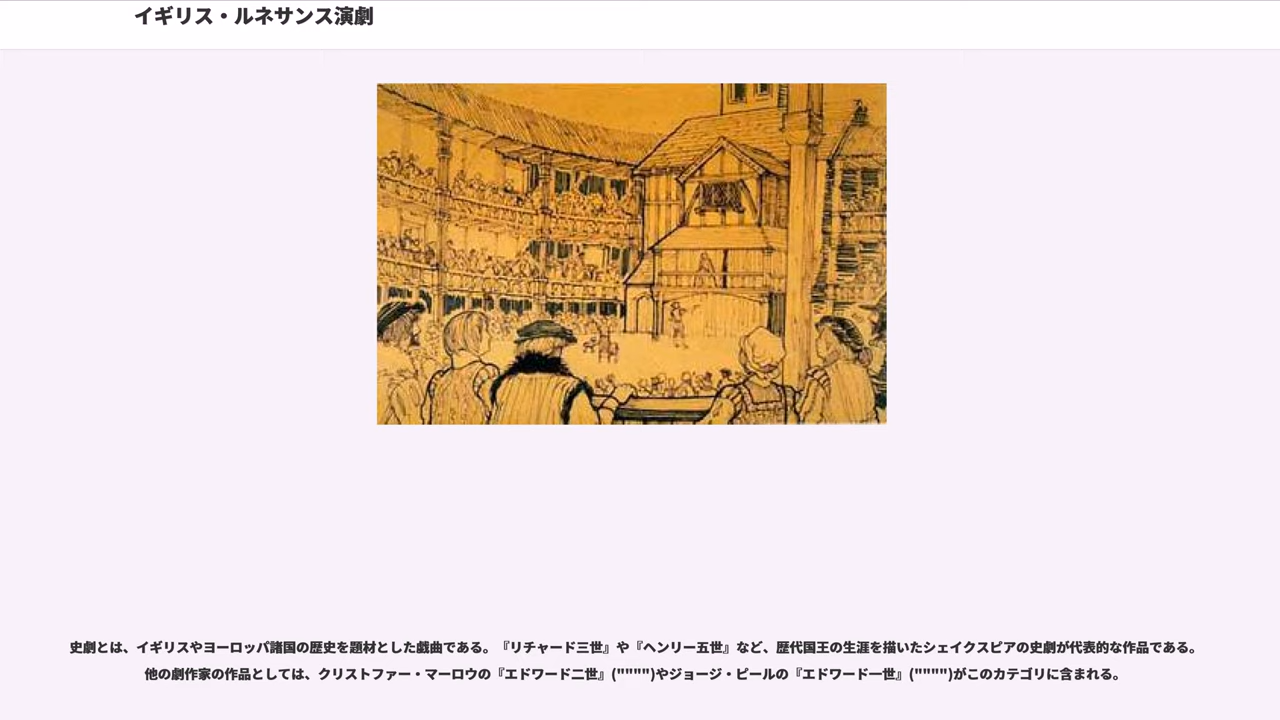 イギリス・ルネサンス演劇
史劇とは、イギリスやヨーロッパ諸国の歴史を題材とした戯曲である。『リチャード三世』や『ヘンリー五世』など、歴代国王の生涯を描いたシェイクスピアの史劇が代表的な作品である。
他の劇作家の作品としては、クリストファー・マーロウの『エドワード二世』("""")やジョージ・ピールの『エドワード一世』("""")がこのカテゴリに含まれる。